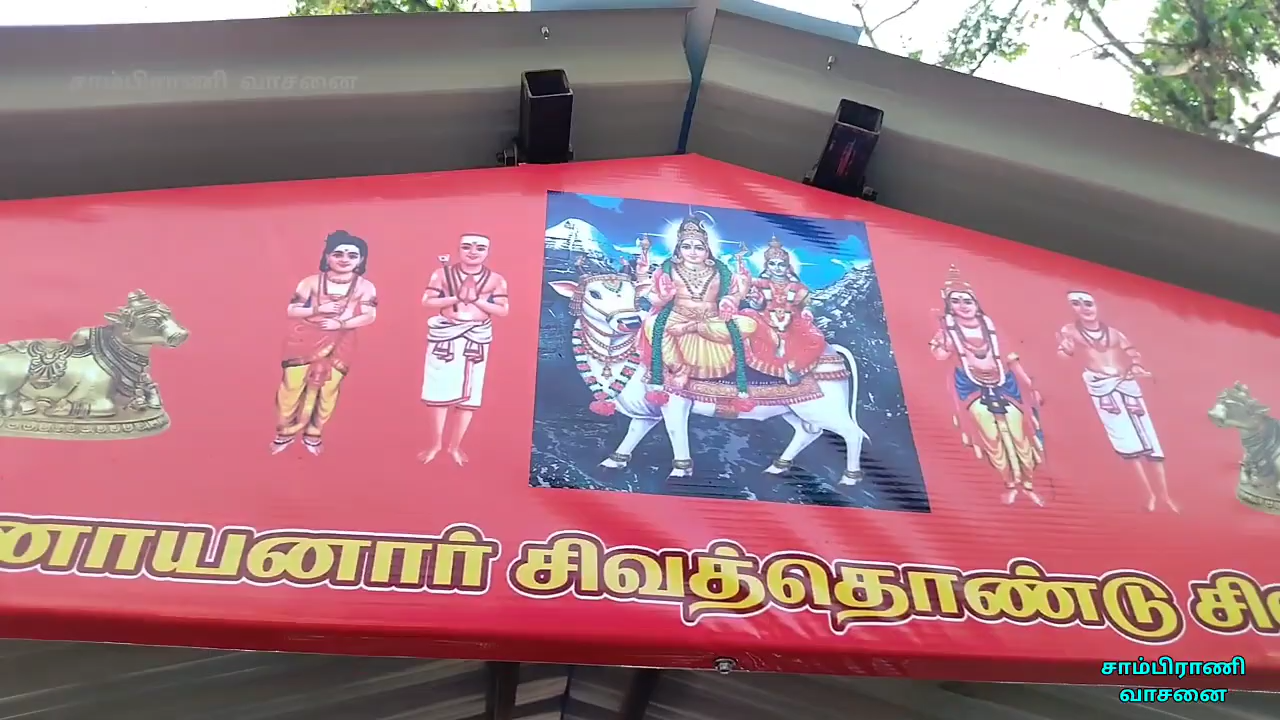 சாம்பிராணி வாசனை
னாயனார் சிவத்தொண்டு
சாம்பிராணி
வாசனை